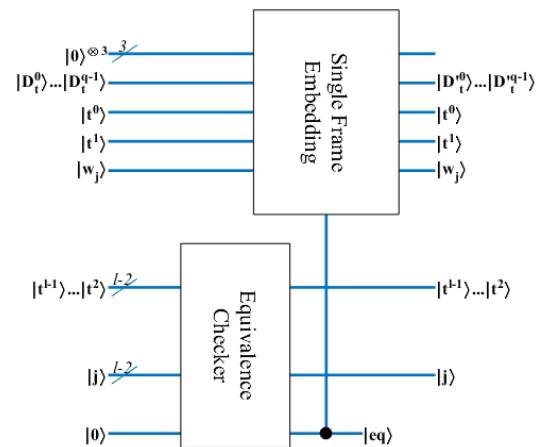 |0⟩⊗3 3
|D_t^0⟩...|D_t^{q-1}⟩ |D'_t^0⟩...|D'_t^{q-1}⟩
|t^0⟩ |t^0⟩
|t^1⟩ |t^1⟩
|w_j⟩ |w_j⟩
Single Frame
Embedding
|t^{l-1}⟩...|t^2⟩ l-2 |t^{l-1}⟩...|t^2⟩
Equivalence
Checker
|j⟩ l-2 |j⟩
|0⟩ |eq⟩